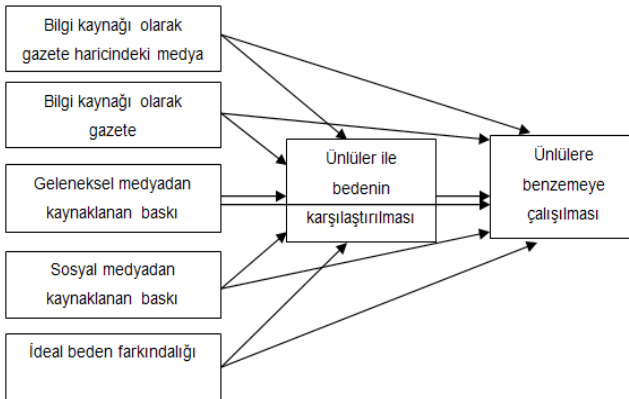 Bilgi kaynağı olarak
gazete haricindeki medya
Bilgi kaynağı olarak
gazete
Geleneksel medyadan
kaynaklanan baskı
Sosyal medyadan
kaynaklanan baskı
İdeal beden farkındalığı
Ünlüler ile
bedenin
karşılaştırılması
Ünlülere
benzemeye
çalışılması